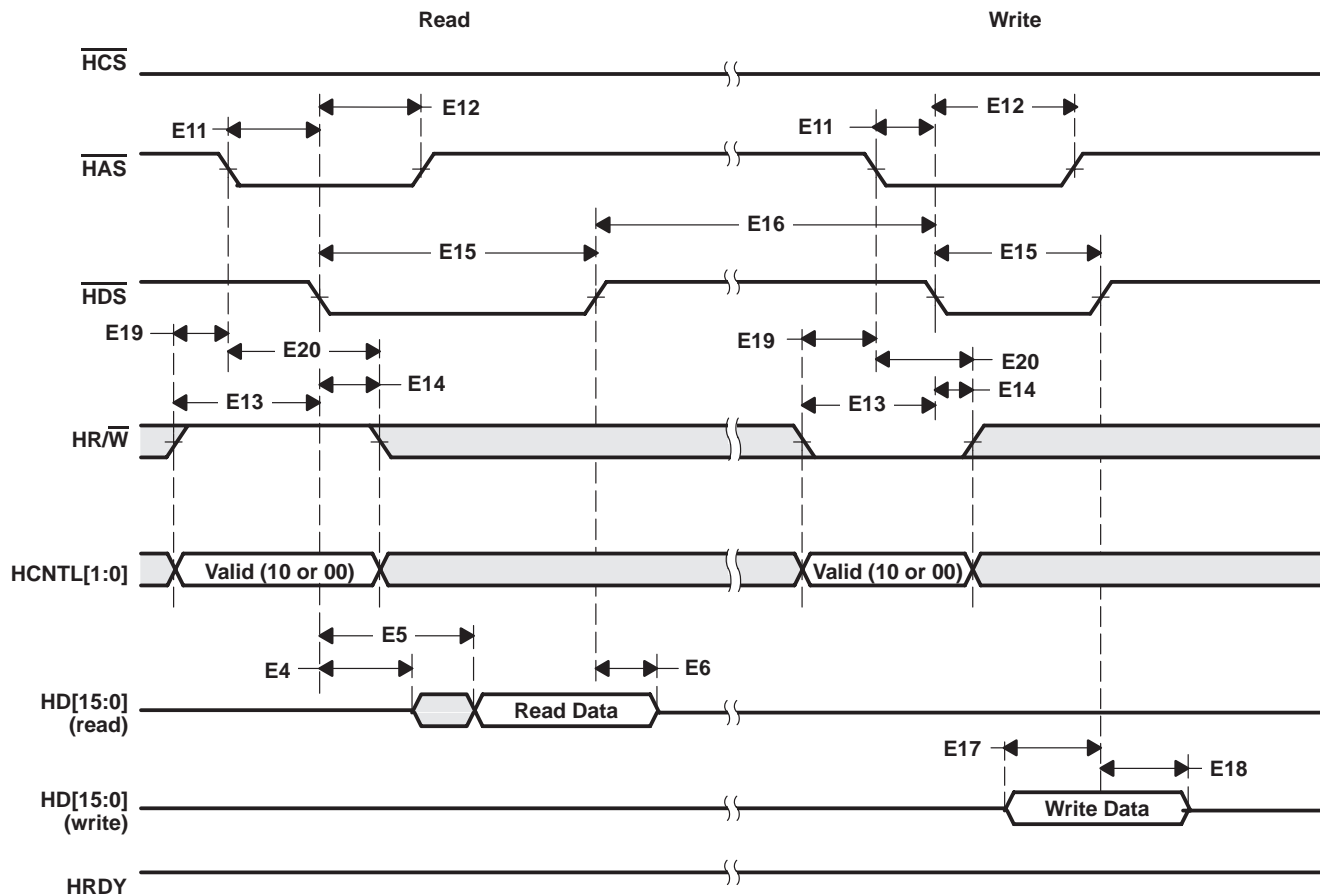 Read Write
HCS
E12 E12
E11 E11
HAS
E16
E15 E15
HDS
E19 E19
E20 E20
E14 E14
E13 E13
HR/W
HCNTL[1:0] Valid (10 or 00) Valid (10 or 00)
E5
E4 E6
HD[15:0]
(read)
Read Data
E17
E18
HD[15:0]
(write)
Write Data
HRDY